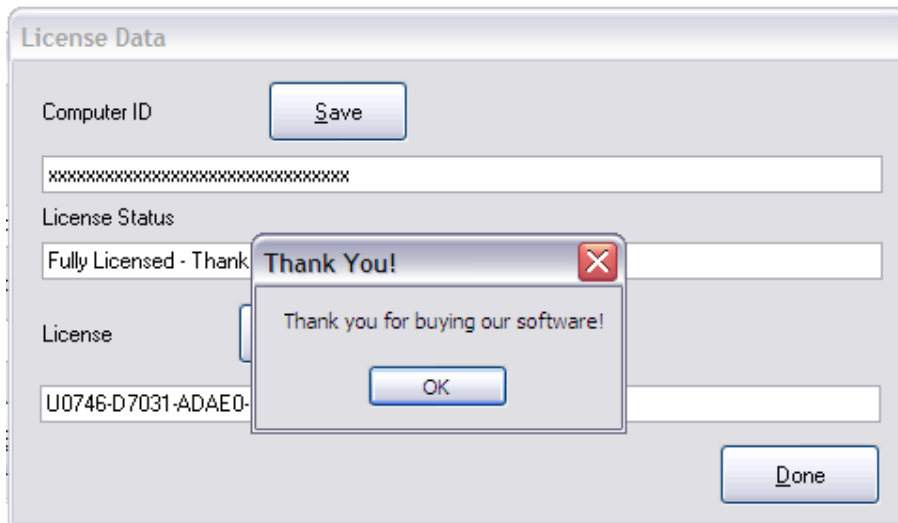 License Data
Computer ID
Save
xxxxxxxxxxxxxxxxxxxxxxxxxxxxxxxx
License Status
Fully Licensed - Thank
Thank You!
Thank you for buying our software!
License
OK
U0746-D7031-ADAE0-
Done